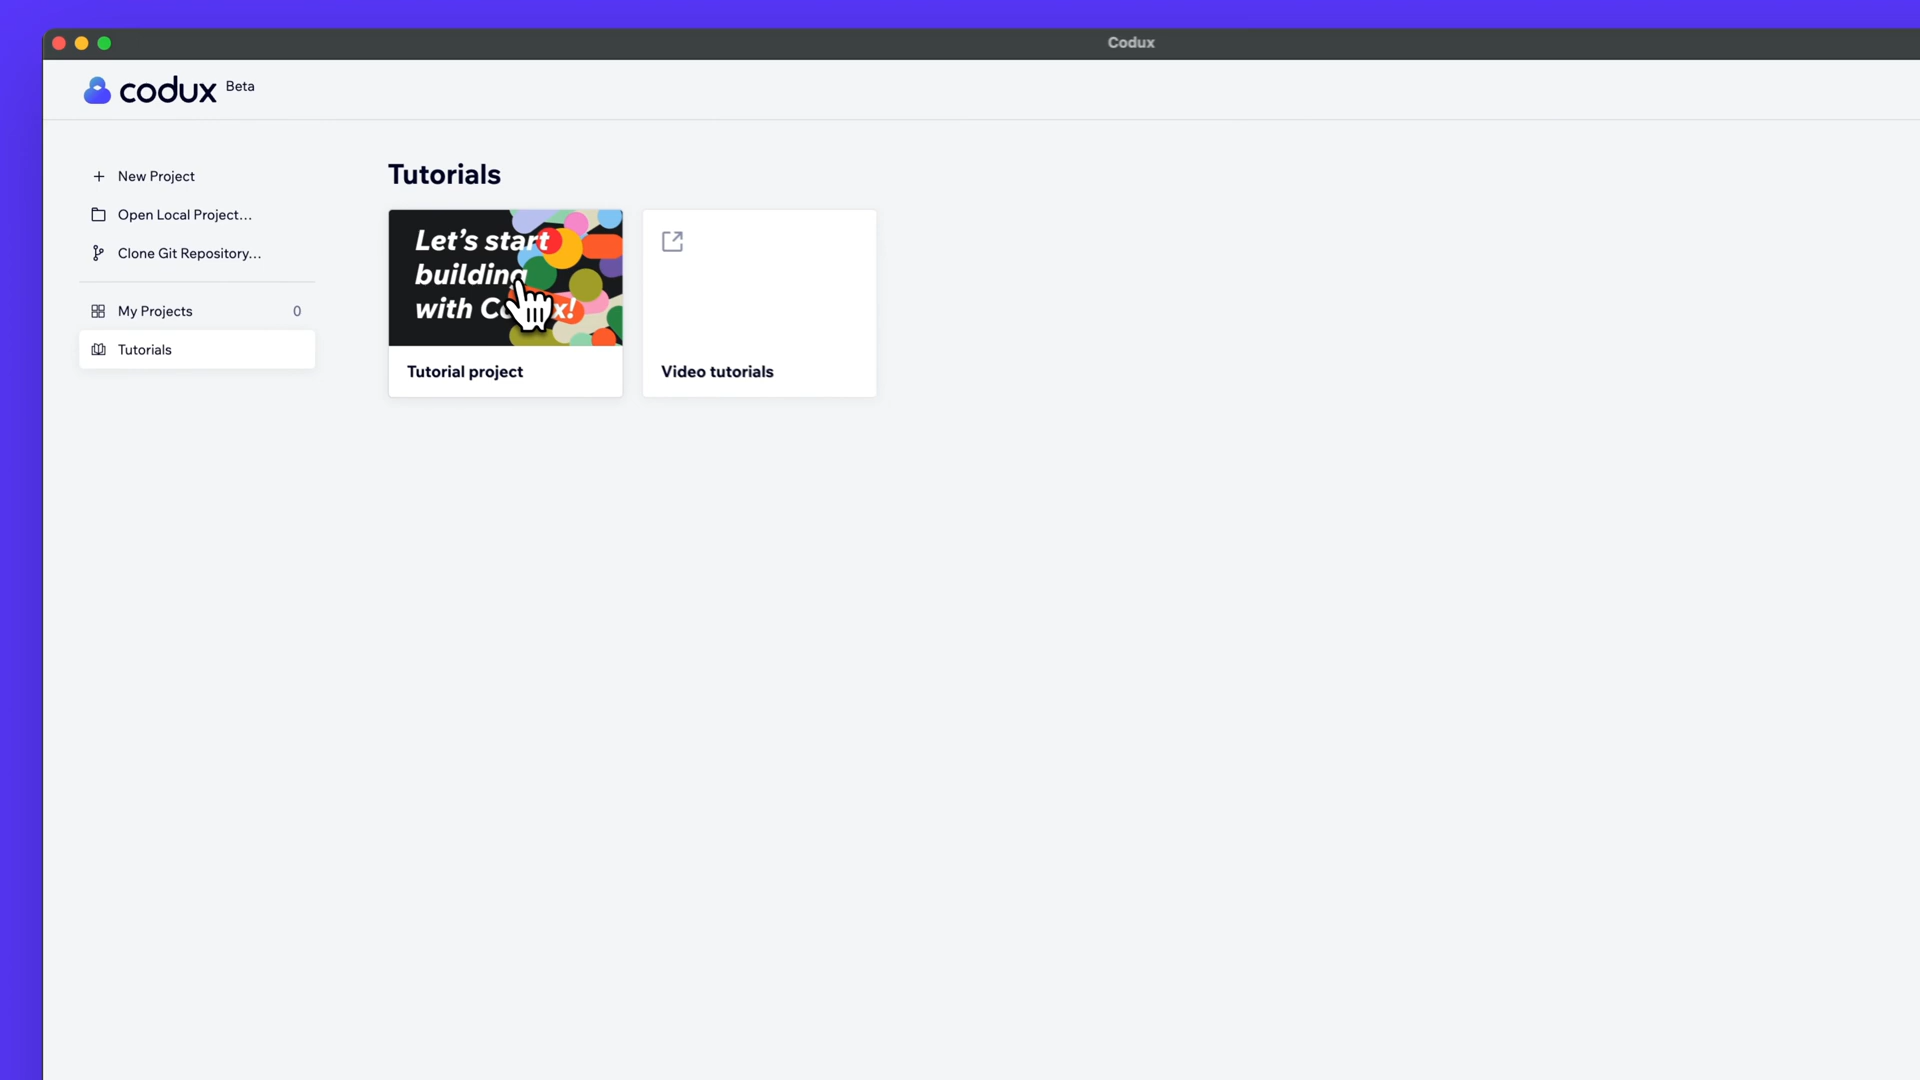 Codux
codux Beta
New Project
Open Local Project...
Clone Git Repository...
My Projects 0
Tutorials
Tutorials
Let's start
building
with Co x!
Tutorial project
Video tutorials